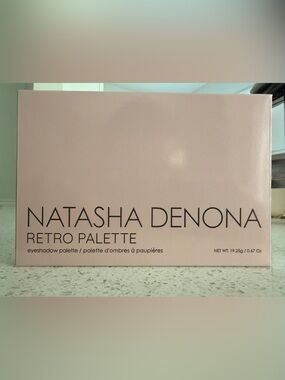 NATASHA DENONA
RETRO PALETTE
eyeshadow palette / palette d'ombres à paupières
NET WT. 19.25g / 0.67 Oz